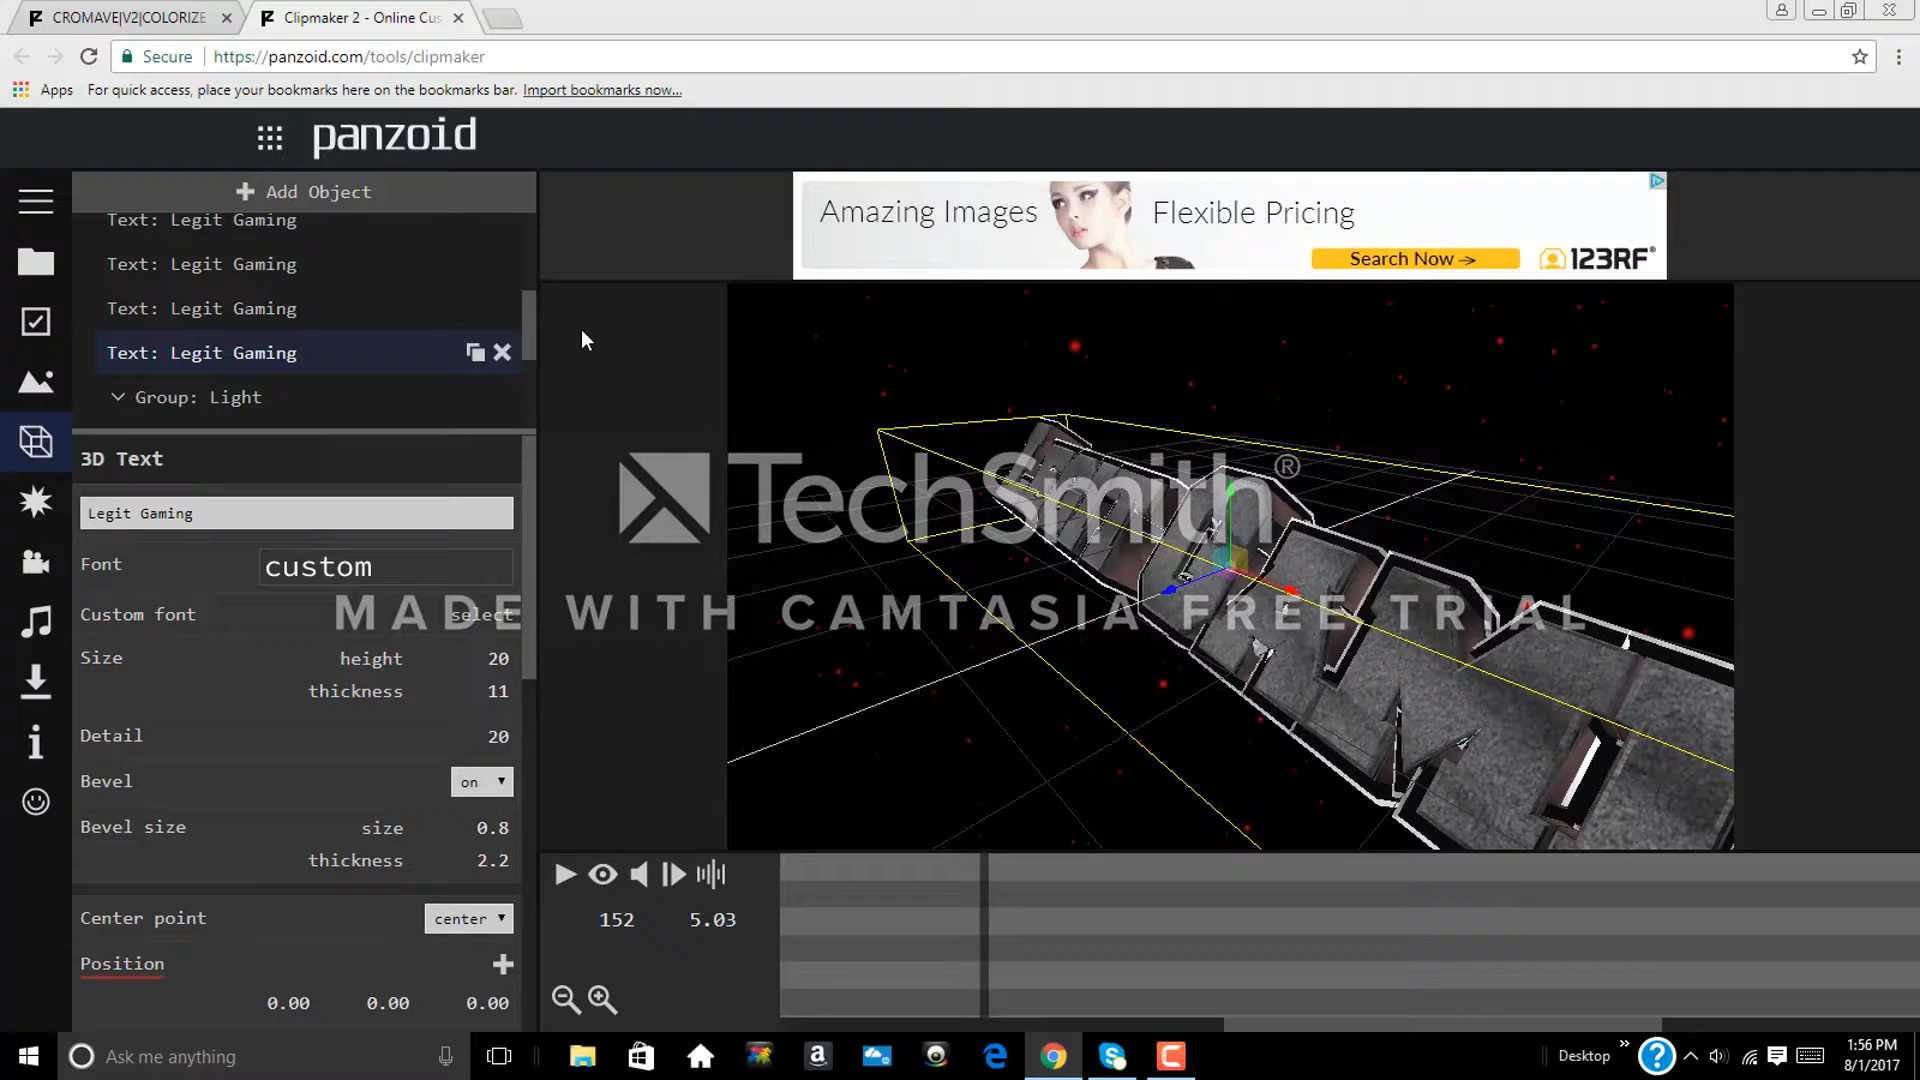 CROMAVE|V2|COLORIZE
Clipmaker 2 - Online Cus
Secure
https://panzoid.com/tools/clipmaker
Apps
For quick access, place your bookmarks here on the bookmarks bar. Import bookmarks now...
panzoid
Add Object
Text: Legit Gaming
Text: Legit Gaming
Text: Legit Gaming
Text: Legit Gaming
Group: Light
3D Text
Legit Gaming
Font custom
Custom font select
Size height 20
thickness 11
Detail 20
Bevel on
Bevel size size 0.8
thickness 2.2
Center point center
Position
0.00 0.00 0.00
Amazing Images
Flexible Pricing
Search Now →
123RF®
TechSmith®
MADE WITH CAMTASIA FREE TRIAL
152 5.03
Ask me anything
Desktop
1:56 PM
8/1/2017